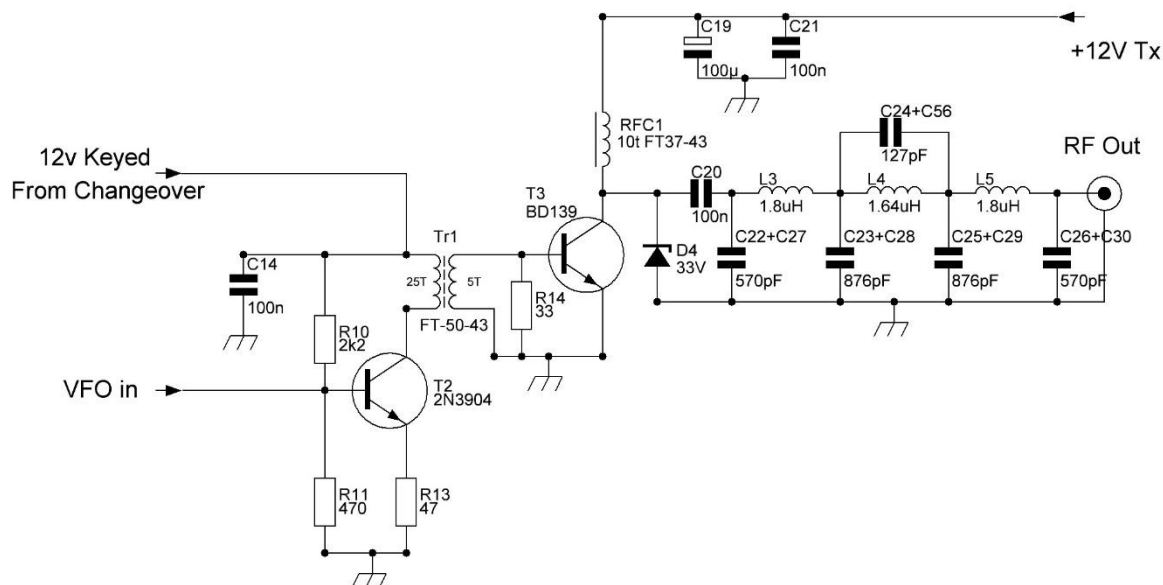 C19
100µ
C21
100n
+12V Tx
RFC1
10t FT37-43
C24+C56
127pF
RF Out
12v Keyed
From Changeover
T3
BD139
C20
100n
L3
1.8uH
L4
1.64uH
L5
1.8uH
Tr1
25T
5T
FT-50-43
C14
100n
R14
33
D4
33V
C22+C27
570pF
C23+C28
876pF
C25+C29
876pF
C26+C30
570pF
R10
2k2
VFO in
T2
2N3904
R11
470
R13
47